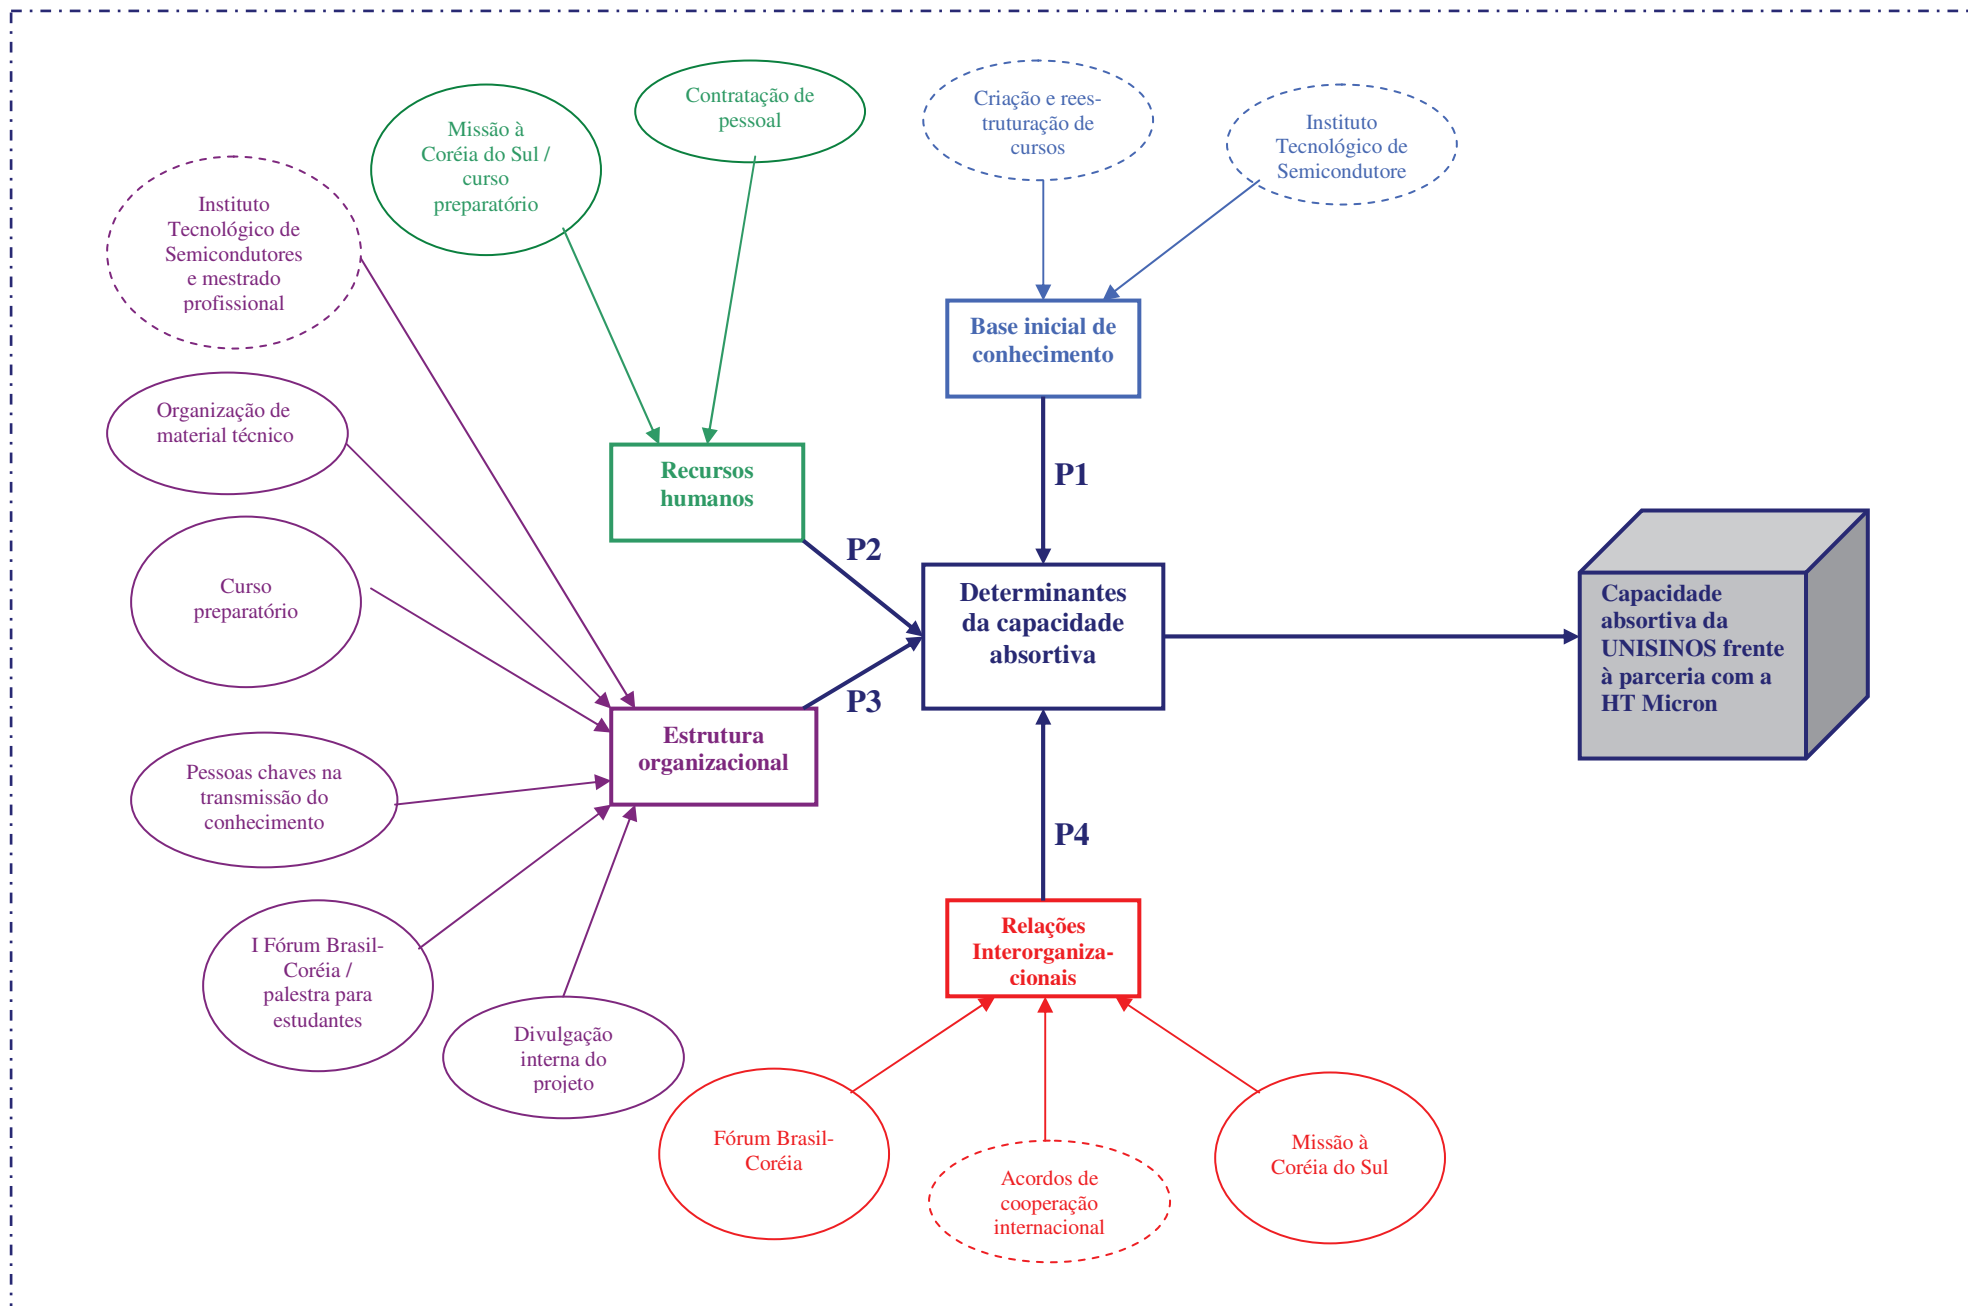 Contratação de
pessoal
Criação e rees-
truturação de
cursos
Missão à
Coréia do Sul /
curso
preparatório
Instituto
Tecnológico de
Semicondutore
Instituto
Tecnológico de
Semicondutores
e mestrado
profissional
Base inicial de
conhecimento
Organização de
material técnico
Recursos
humanos
P1
P2
Curso
preparatório
Determinantes
da capacidade
absortiva
Capacidade
absortiva da
UNISINOS frente
à parceria com a
HT Micron
P3
Estrutura
organizacional
Pessoas chaves na
transmissão do
conhecimento
P4
I Fórum Brasil-
Coréia /
palestra para
estudantes
Relações
Interorganiza-
cionais
Divulgação
interna do
projeto
Fórum Brasil-
Coréia
Acordos de
cooperação
internacional
Missão à
Coréia do Sul